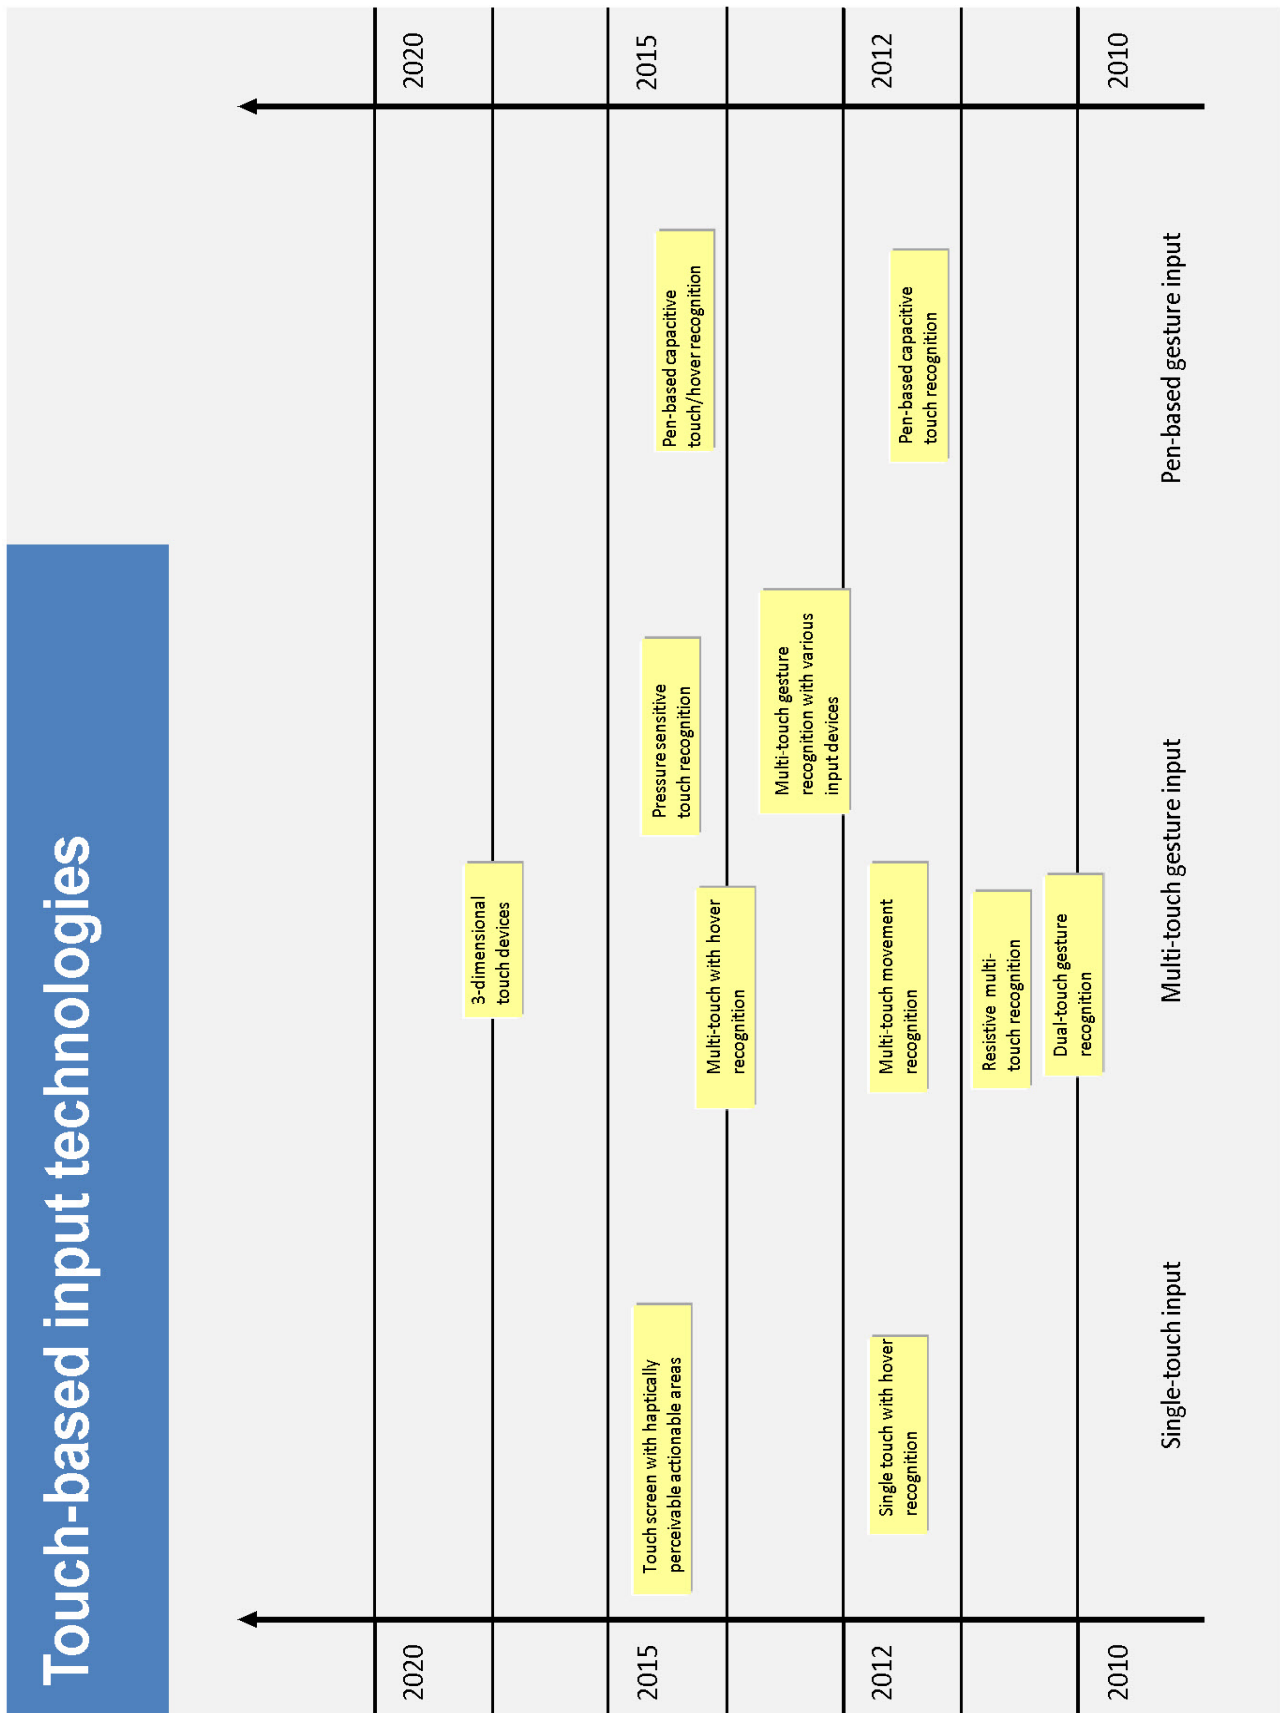 Touch-based input technologies
2020
2020
3-dimensional
touch devices
2015
2015
Touch screen with haptically
perceivable actionable areas
Pressure sensitive
touch recognition
Pen-based capacitive
touch/hover recognition
Multi-touch with hover
recognition
Multi-touch gesture
recognition with various
input devices
2012
2012
Single touch with hover
recognition
Multi-touch movement
recognition
Pen-based capacitive
touch recognition
Resistive multi-
touch recognition
Dual-touch gesture
recognition
2010
2010
Single-touch input
Multi-touch gesture input
Pen-based gesture input